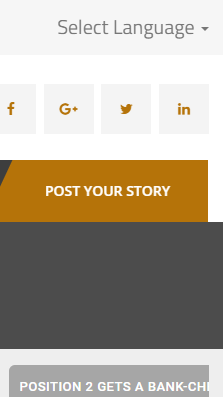 Select Language
POST YOUR STORY
POSITION 2 GETS A BANK-CH